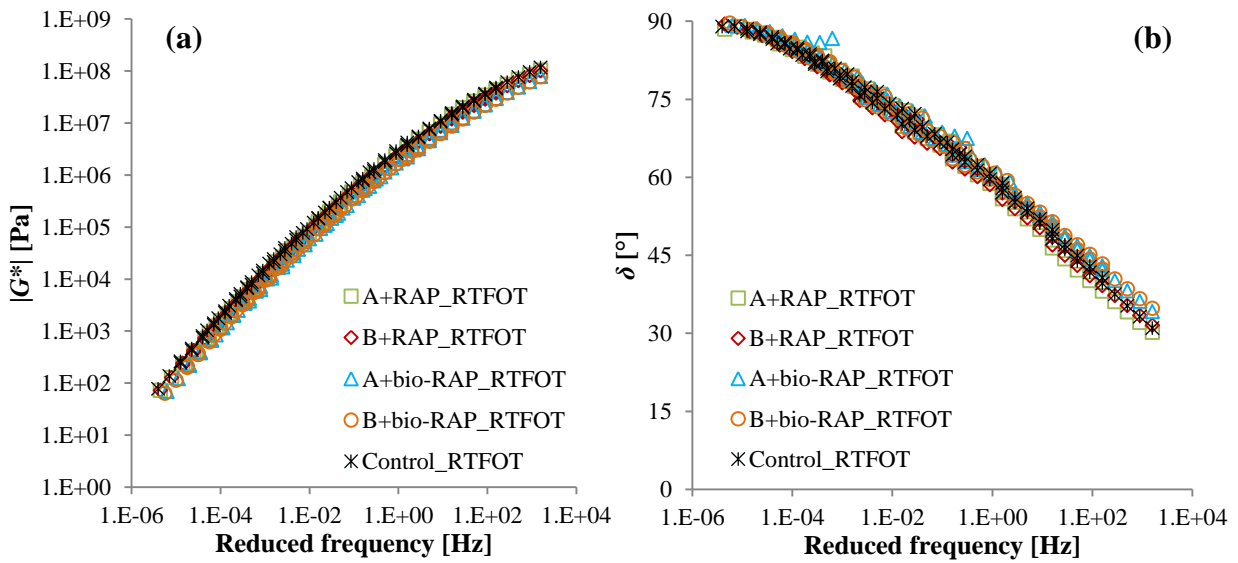 (a)
|G*| [Pa]
1.E+09
1.E+08
1.E+07
1.E+06
1.E+05
1.E+04
1.E+03
1.E+02
1.E+01
1.E+00
A+RAP_RTFOT
B+RAP_RTFOT
A+bio-RAP_RTFOT
B+bio-RAP_RTFOT
Control_RTFOT
1.E-06 1.E-04 1.E-02 1.E+00 1.E+02 1.E+04
Reduced frequency [Hz]
(b)
δ [°]
90
75
60
45
30
15
0
A+RAP_RTFOT
B+RAP_RTFOT
A+bio-RAP_RTFOT
B+bio-RAP_RTFOT
Control_RTFOT
1.E-06 1.E-04 1.E-02 1.E+00 1.E+02 1.E+04
Reduced frequency [Hz]